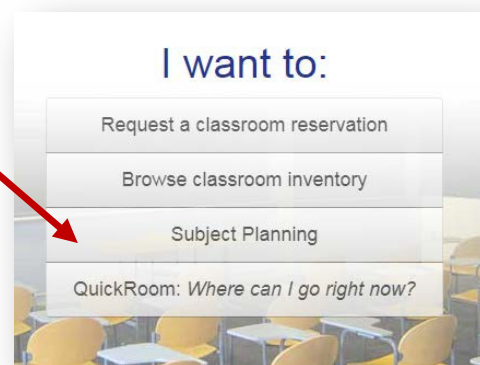 I want to:
Request a classroom reservation
Browse classroom inventory
Subject Planning
QuickRoom: Where can I go right now?